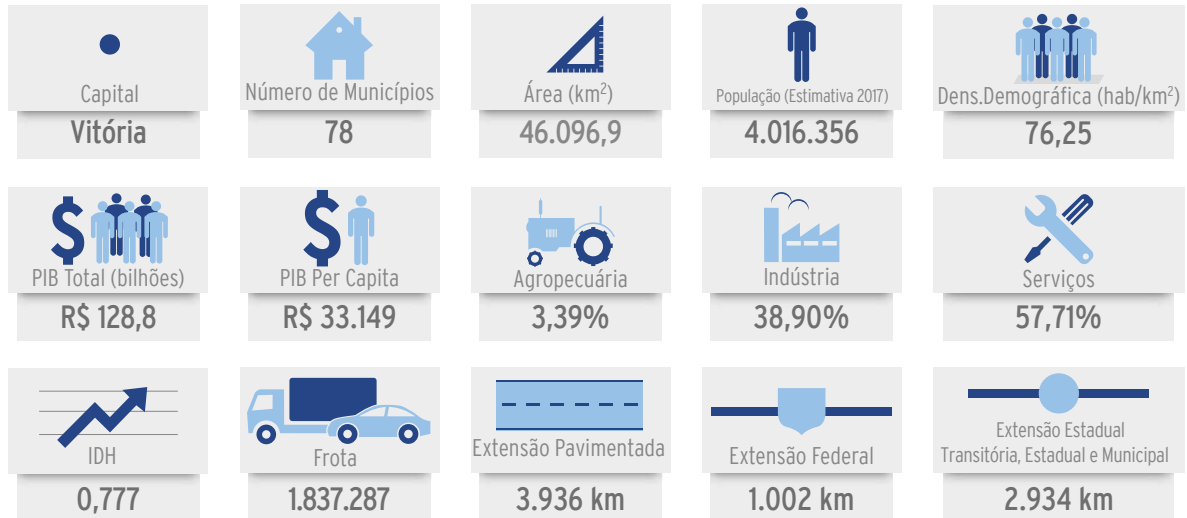 Capital
Vitória
Número de Municípios
78
Área (km²)
46.096,9
População (Estimativa 2017)
4.016.356
Dens.Demográfica (hab/km²)
76,25
$
PIB Total (bilhões)
R$ 128,8
$
PIB Per Capita
R$ 33.149
Agropecuária
3,39%
Indústria
38,90%
Serviços
57,71%
IDH
0,777
Frota
1.837.287
Extensão Pavimentada
3.936 km
Extensão Federal
1.002 km
Extensão Estadual
Transitória, Estadual e Municipal
2.934 km